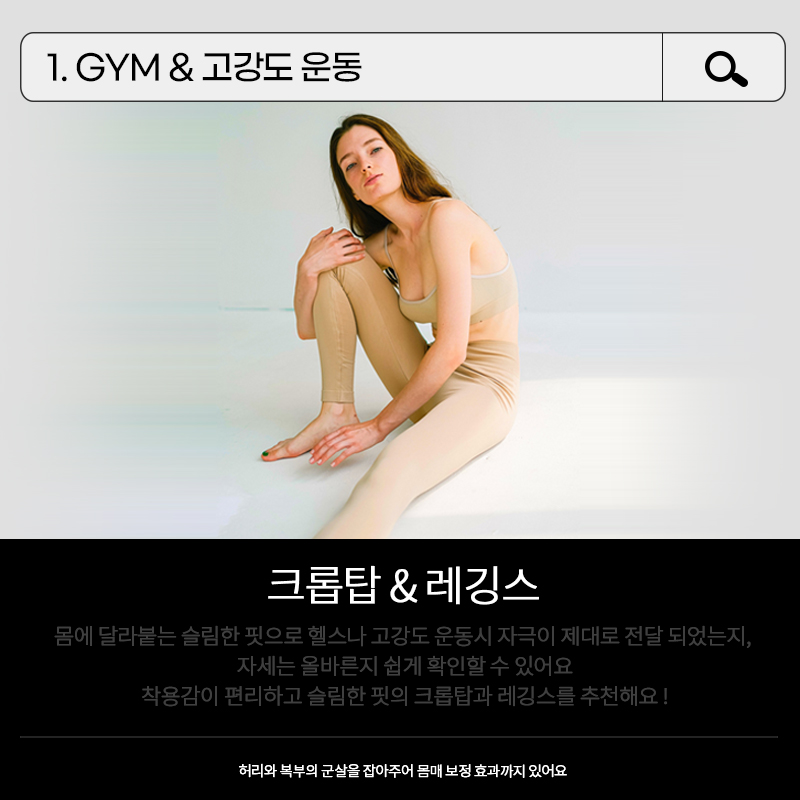 1. GYM & 고강도 운동
크롭탑 & 레깅스
몸에 달라붙는 슬림한 핏으로 헬스나 고강도 운동시 자극이 제대로 전달 되었는지,
자세는 올바른지 쉽게 확인할 수 있어요
착용감이 편리하고 슬림한 핏의 크롭탑과 레깅스를 추천해요 !
허리와 복부의 군살을 잡아주어 몸매 보정 효과까지 있어요